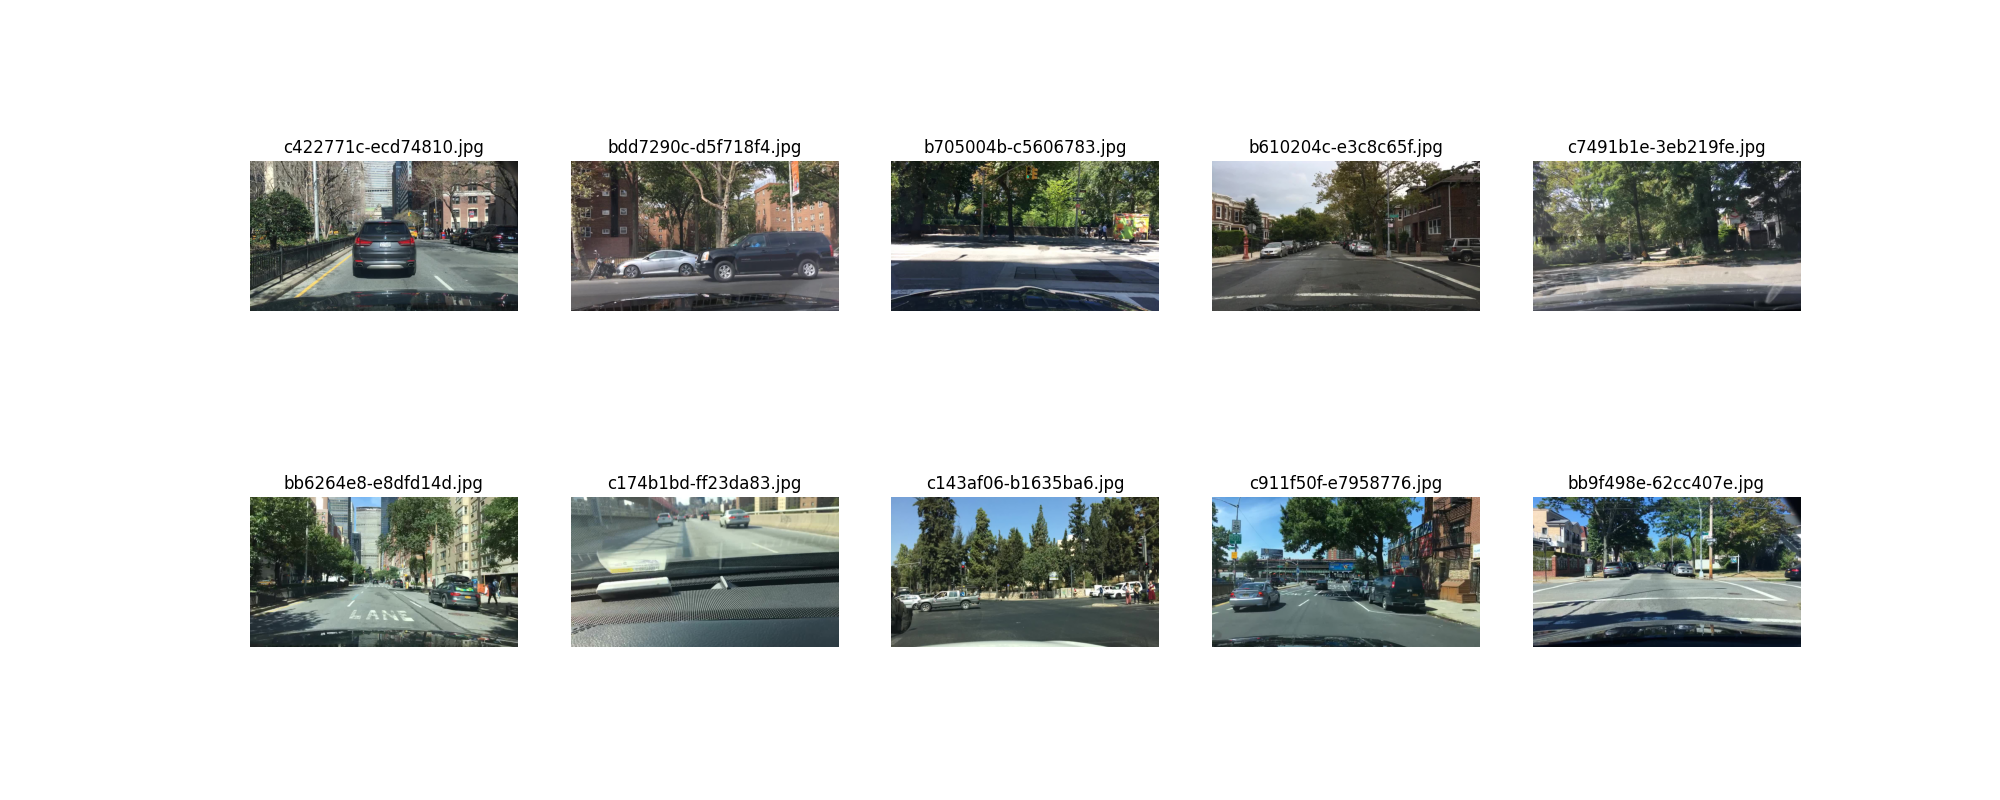 c422771c-ecd74810.jpg
bdd7290c-d5f718f4.jpg
b705004b-c5606783.jpg
b610204c-e3c8c65f.jpg
c7491b1e-3eb219fe.jpg
bb6264e8-e8dfd14d.jpg
c174b1bd-ff23da83.jpg
c143af06-b1635ba6.jpg
c911f50f-e7958776.jpg
bb9f498e-62cc407e.jpg
LANE